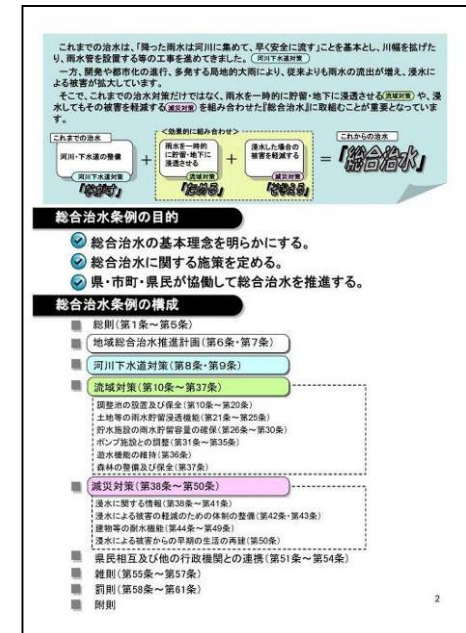 これまでの治水は、「降った雨水は河川に集めて、早く安全に流す」ことを基本とし、川幅を拡げた
り、雨水管を設置する等の工事を進めてきました。（河川下水道対策）
一方、開発や都市化の進行、多発する局地的大雨により、従来よりも雨水の流出が増え、浸水に
よる被害が拡大しています。
そこで、これまでの治水対策だけではなく、雨水を一時的に貯留・地下に浸透させる（流域対策）や、浸
水してもその被害を軽減する（減災対策）を組み合わせた『総合治水』に取組むことが重要となっていま
す。
これまでの治水
＜効果的に組み合わせ＞
これからの治水
河川・下水道の整備
河川下水道対策
「ながす」
＋
雨水を一時的
に貯留・地下に
浸透させる
流域対策
「ためる」
＋
浸水した場合の
被害を軽減する
減災対策
「そなえる」
＝
「総合治水」
総合治水条例の目的
総合治水の基本理念を明らかにする。
総合治水に関する施策を定める。
県・市町・県民が協働して総合治水を推進する。
総合治水条例の構成
総則（第1条～第5条）
地域総合治水推進計画（第6条・第7条）
河川下水道対策（第8条・第9条）
流域対策（第10条～第37条）
調整池の設置及び保全（第10条～第20条）
土地等の雨水貯留浸透機能（第21条～第25条）
貯水施設の雨水貯留容量の確保（第26条～第30条）
ポンプ施設との調整（第31条～第35条）
遊水機能の維持（第36条）
森林の整備及び保全（第37条）
減災対策（第38条～第50条）
浸水に関する情報（第38条～第41条）
浸水による被害の軽減のための体制の整備（第42条・第43条）
建物等の耐水機能（第44条～第49条）
浸水による被害からの早期の生活の再建（第50条）
県民相互及び他の行政機関との連携（第51条～第54条）
雑則（第55条～第57条）
罰則（第58条～第61条）
附則
2